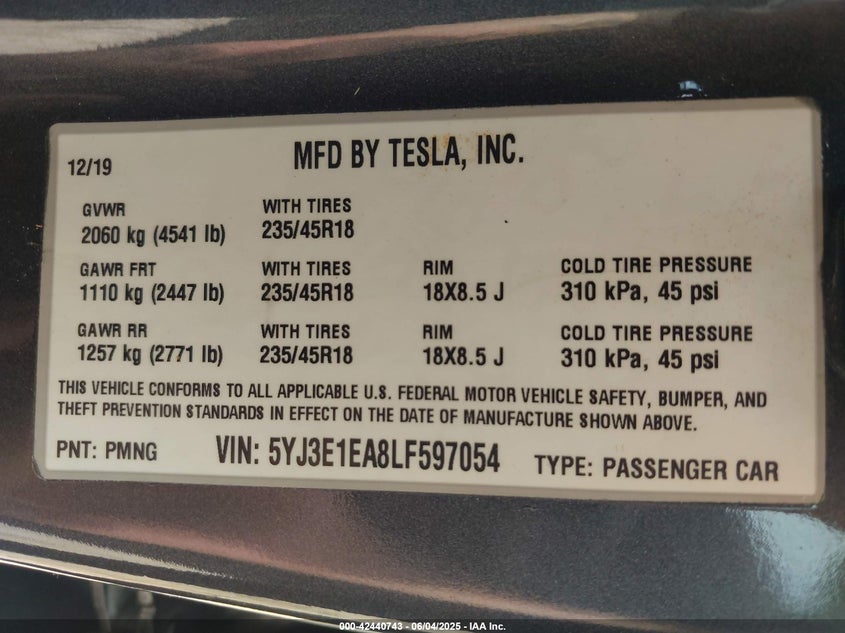 12/19
MFD BY TESLA, INC.
GVWR
2060 kg (4541 lb)
WITH TIRES
235/45R18
GAWR FRT
1110 kg (2447 lb)
WITH TIRES
235/45R18
RIM
18X8.5 J
COLD TIRE PRESSURE
310 kPa, 45 psi
GAWR RR
1257 kg (2771 lb)
WITH TIRES
235/45R18
RIM
18X8.5 J
COLD TIRE PRESSURE
310 kPa, 45 psi
THIS VEHICLE CONFORMS TO ALL APPLICABLE U.S. FEDERAL MOTOR VEHICLE SAFETY, BUMPER, AND
THEFT PREVENTION STANDARDS IN EFFECT ON THE DATE OF MANUFACTURE SHOWN ABOVE.
PNT: PMNG
VIN: 5YJ3E1EA8LF597054
TYPE: PASSENGER CAR
000-42440743 - 06/04/2025 - IAA Inc.